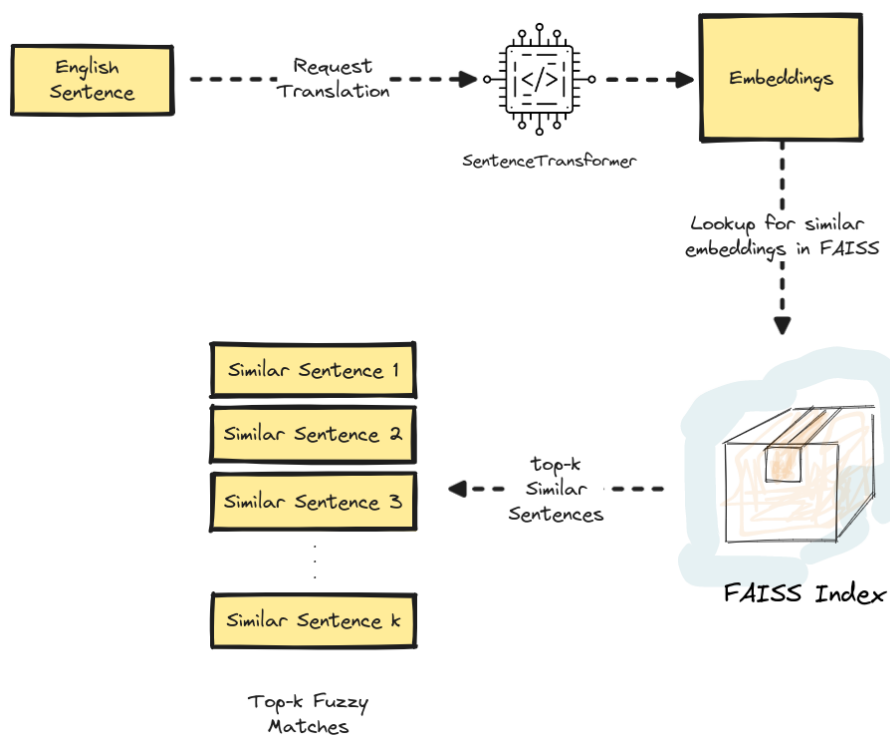 English
Sentence
Request
Translation
</>
SentenceTransformer
Embeddings
Lookup for similar
embeddings in FAISS
FAISS Index
top-k
Similar
Sentences
Similar Sentence 1
Similar Sentence 2
Similar Sentence 3
Similar Sentence k
Top-k Fuzzy
Matches